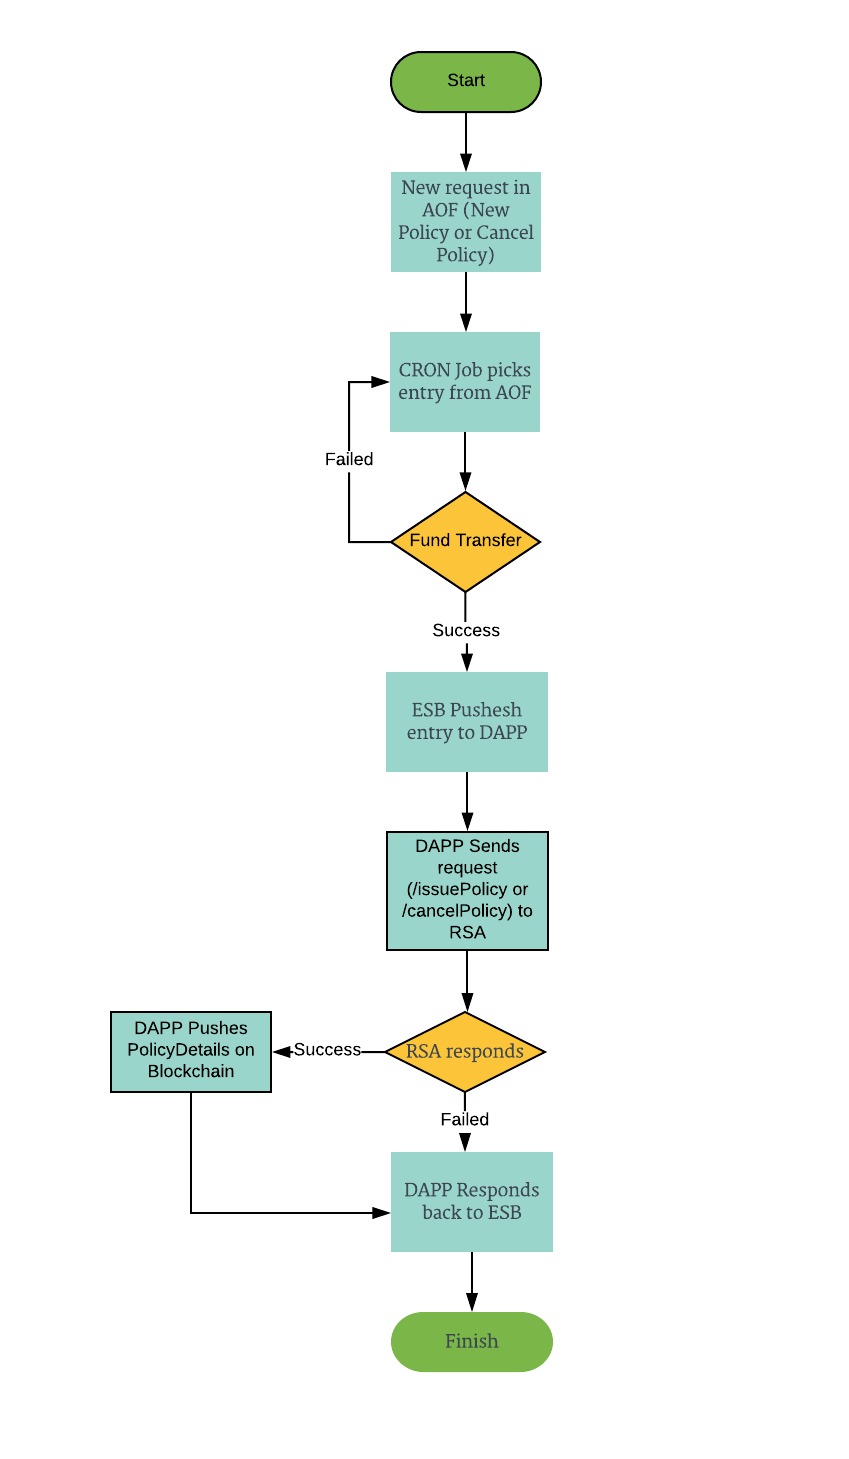 Start
New request in
AOF (New
Policy or Cancel
Policy)
CRON Job picks
entry from AOF
Failed
Fund Transfer
Success
ESB Pushesh
entry to DAPP
DAPP Sends
request
(/issuePolicy or
/cancelPolicy) to
RSA
DAPP Pushes
PolicyDetails on
Blockchain
Success
RSA responds
Failed
DAPP Responds
back to ESB
Finish